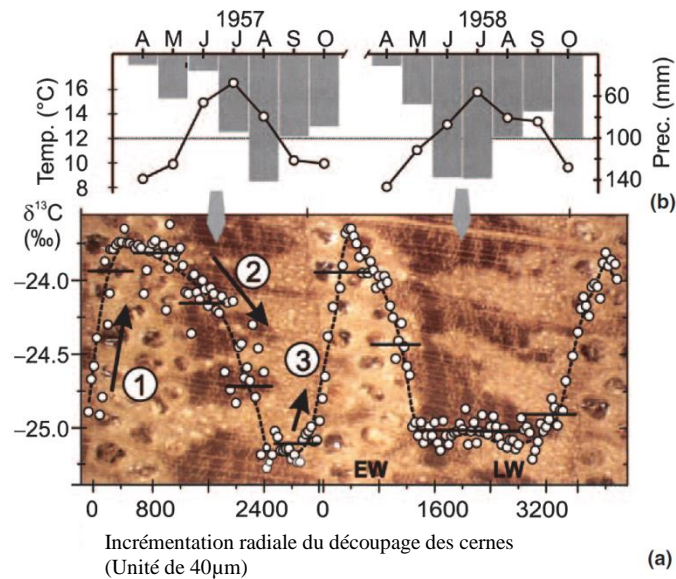 1957 1958
A M J J A S O A M J J A S O
Temp. (°C)
16
14
12
10
8
Prec. (mm)
60
100
140
(b)
δ¹³C
(‰)
−24.0
−24.5
−25.0
1
2
3
EW LW
0 800 2400 0 1600 3200
Incrémentation radiale du découpage des cernes
(Unité de 40µm)
(a)